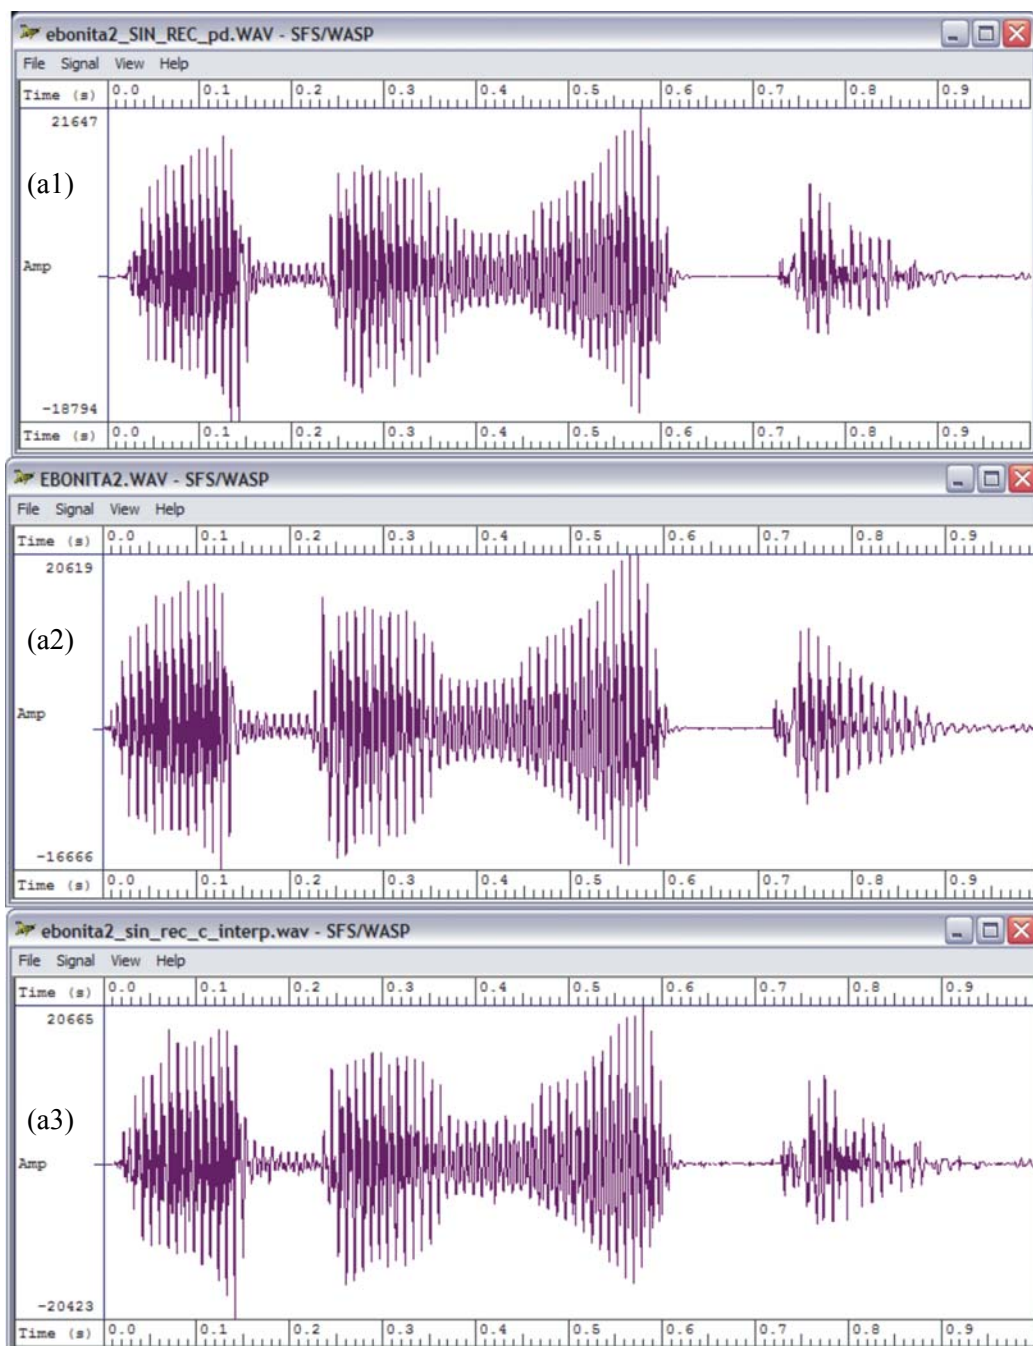 ebonita2_SIN_REC_pd.WAV - SFS/WASP
File Signal View Help
Time (s) 0.0 0.1 0.2 0.3 0.4 0.5 0.6 0.7 0.8 0.9
21647
(a1)
Amp
-18794
Time (s) 0.0 0.1 0.2 0.3 0.4 0.5 0.6 0.7 0.8 0.9
EBONITA2.WAV - SFS/WASP
File Signal View Help
Time (s) 0.0 0.1 0.2 0.3 0.4 0.5 0.6 0.7 0.8 0.9
20619
(a2)
Amp
-16666
Time (s) 0.0 0.1 0.2 0.3 0.4 0.5 0.6 0.7 0.8 0.9
ebonita2_sin_rec_c_interp.wav - SFS/WASP
File Signal View Help
Time (s) 0.0 0.1 0.2 0.3 0.4 0.5 0.6 0.7 0.8 0.9
20665
(a3)
Amp
-20423
Time (s) 0.0 0.1 0.2 0.3 0.4 0.5 0.6 0.7 0.8 0.9